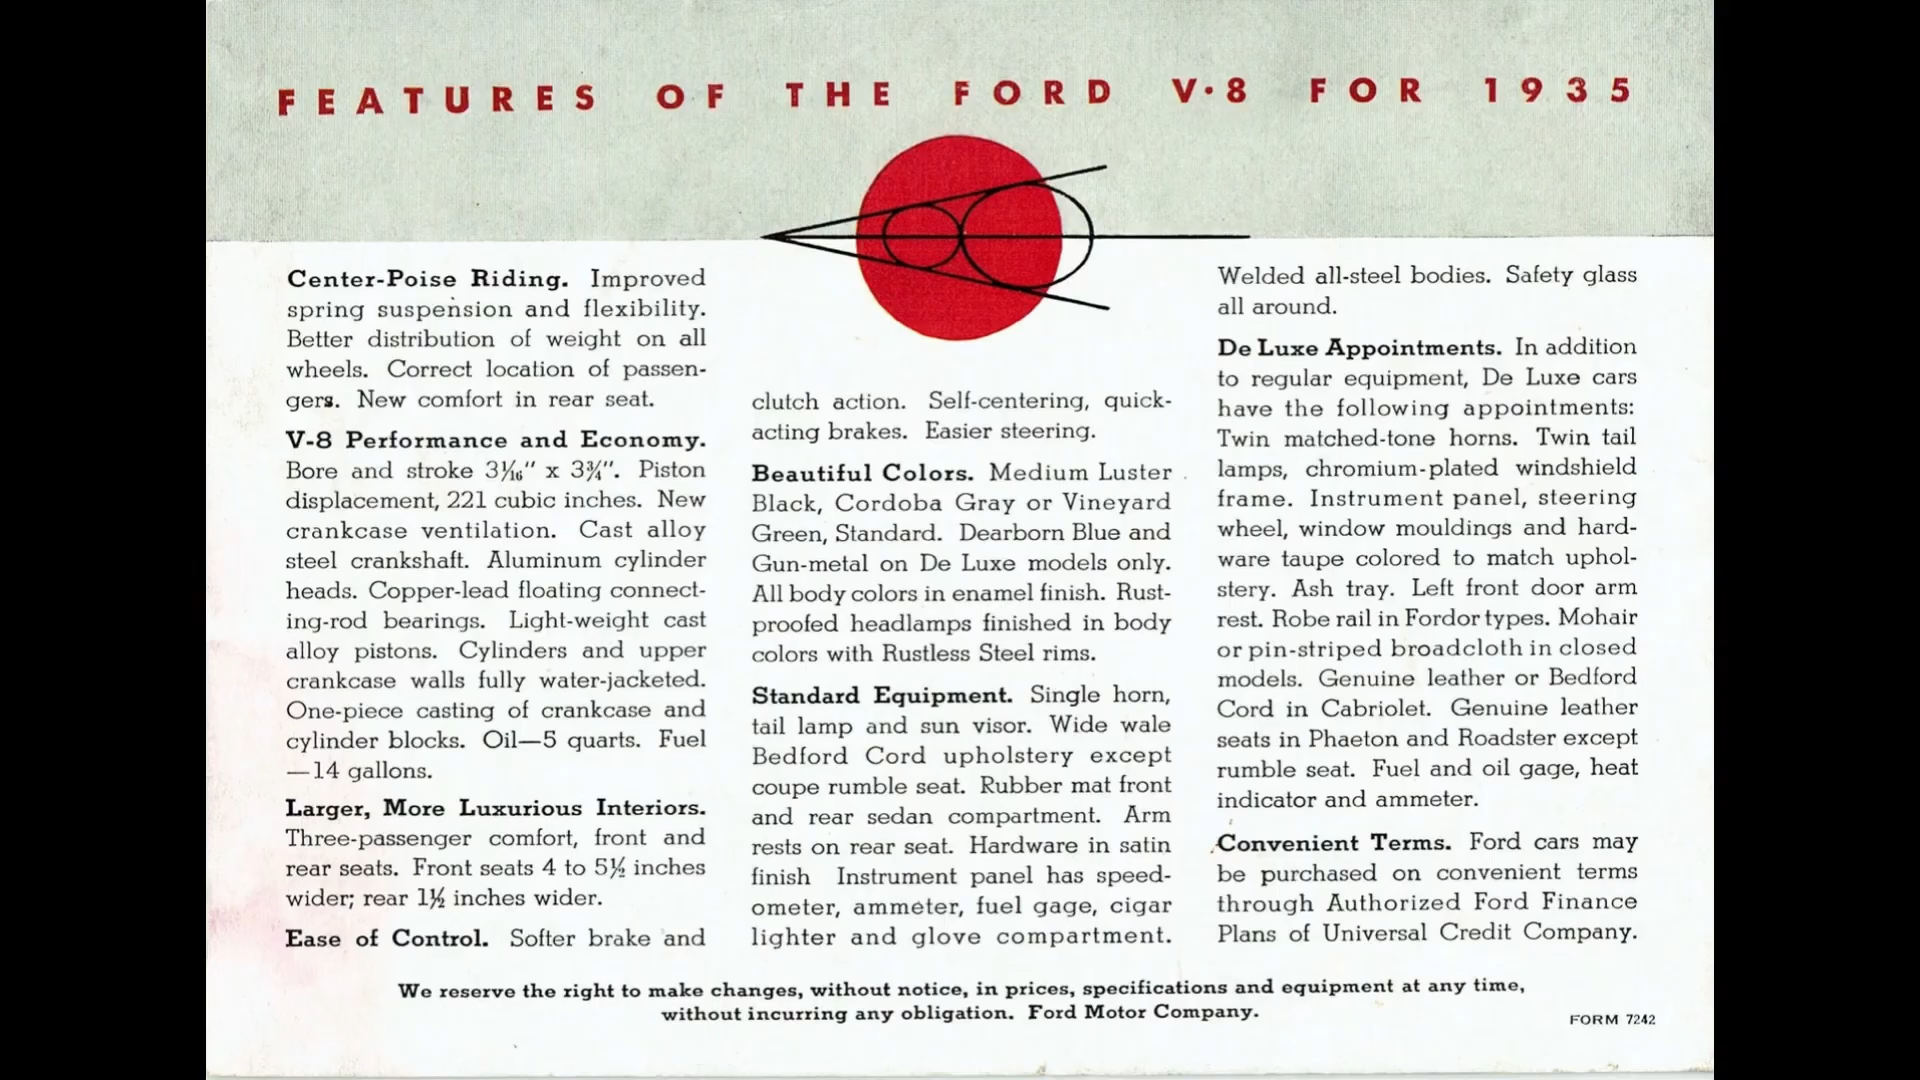 FEATURES OF THE FORD V·8 FOR 1935
Center-Poise Riding. Improved
spring suspension and flexibility.
Better distribution of weight on all
wheels. Correct location of passen-
gers. New comfort in rear seat.
V-8 Performance and Economy.
Bore and stroke 3 1/16" x 3 3/4". Piston
displacement, 221 cubic inches. New
crankcase ventilation. Cast alloy
steel crankshaft. Aluminum cylinder
heads. Copper-lead floating connect-
ing-rod bearings. Light-weight cast
alloy pistons. Cylinders and upper
crankcase walls fully water-jacketed.
One-piece casting of crankcase and
cylinder blocks. Oil—5 quarts. Fuel
—14 gallons.
Larger, More Luxurious Interiors.
Three-passenger comfort, front and
rear seats. Front seats 4 to 5½ inches
wider; rear 1½ inches wider.
Ease of Control. Softer brake and
clutch action. Self-centering, quick-
acting brakes. Easier steering.
Beautiful Colors. Medium Luster
Black, Cordoba Gray or Vineyard
Green, Standard. Dearborn Blue and
Gun-metal on De Luxe models only.
All body colors in enamel finish. Rust-
proofed headlamps finished in body
colors with Rustless Steel rims.
Standard Equipment. Single horn,
tail lamp and sun visor. Wide wale
Bedford Cord upholstery except
coupe rumble seat. Rubber mat front
and rear sedan compartment. Arm
rests on rear seat. Hardware in satin
finish Instrument panel has speed-
ometer, ammeter, fuel gage, cigar
lighter and glove compartment.
Welded all-steel bodies. Safety glass
all around.
De Luxe Appointments. In addition
to regular equipment, De Luxe cars
have the following appointments:
Twin matched-tone horns. Twin tail
lamps, chromium-plated windshield
frame. Instrument panel, steering
wheel, window mouldings and hard-
ware taupe colored to match uphol-
stery. Ash tray. Left front door arm
rest. Robe rail in Fordor types. Mohair
or pin-striped broadcloth in closed
models. Genuine leather or Bedford
Cord in Cabriolet. Genuine leather
seats in Phaeton and Roadster except
rumble seat. Fuel and oil gage, heat
indicator and ammeter.
Convenient Terms. Ford cars may
be purchased on convenient terms
through Authorized Ford Finance
Plans of Universal Credit Company.
We reserve the right to make changes, without notice, in prices, specifications and equipment at any time,
without incurring any obligation. Ford Motor Company.
FORM 7242